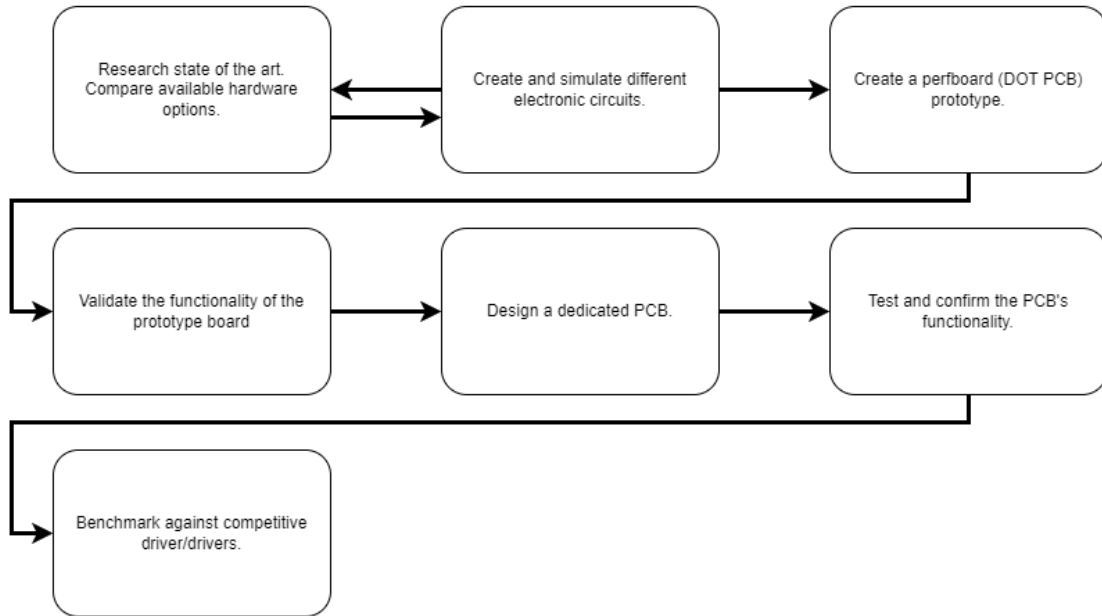 Research state of the art.
Compare available hardware
options.
Create and simulate different
electronic circuits.
Create a perfboard (DOT PCB)
prototype.
Validate the functionality of the
prototype board
Design a dedicated PCB.
Test and confirm the PCB's
functionality.
Benchmark against competitive
driver/drivers.